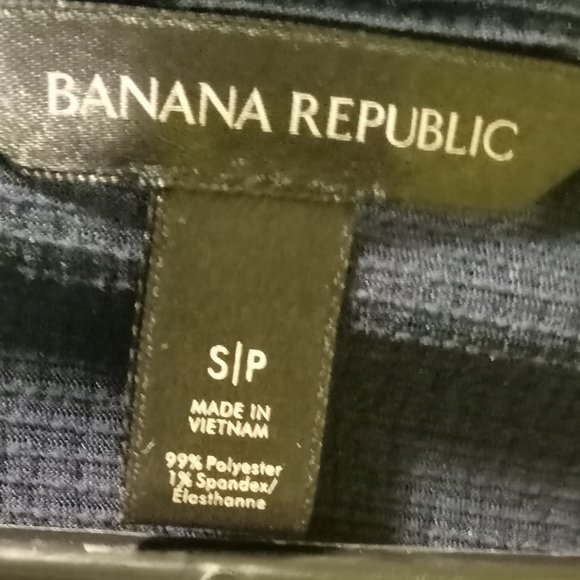 BANANA REPUBLIC
S|P
MADE IN
VIETNAM
99% Polyester
1% Spandex/
Elasthanne